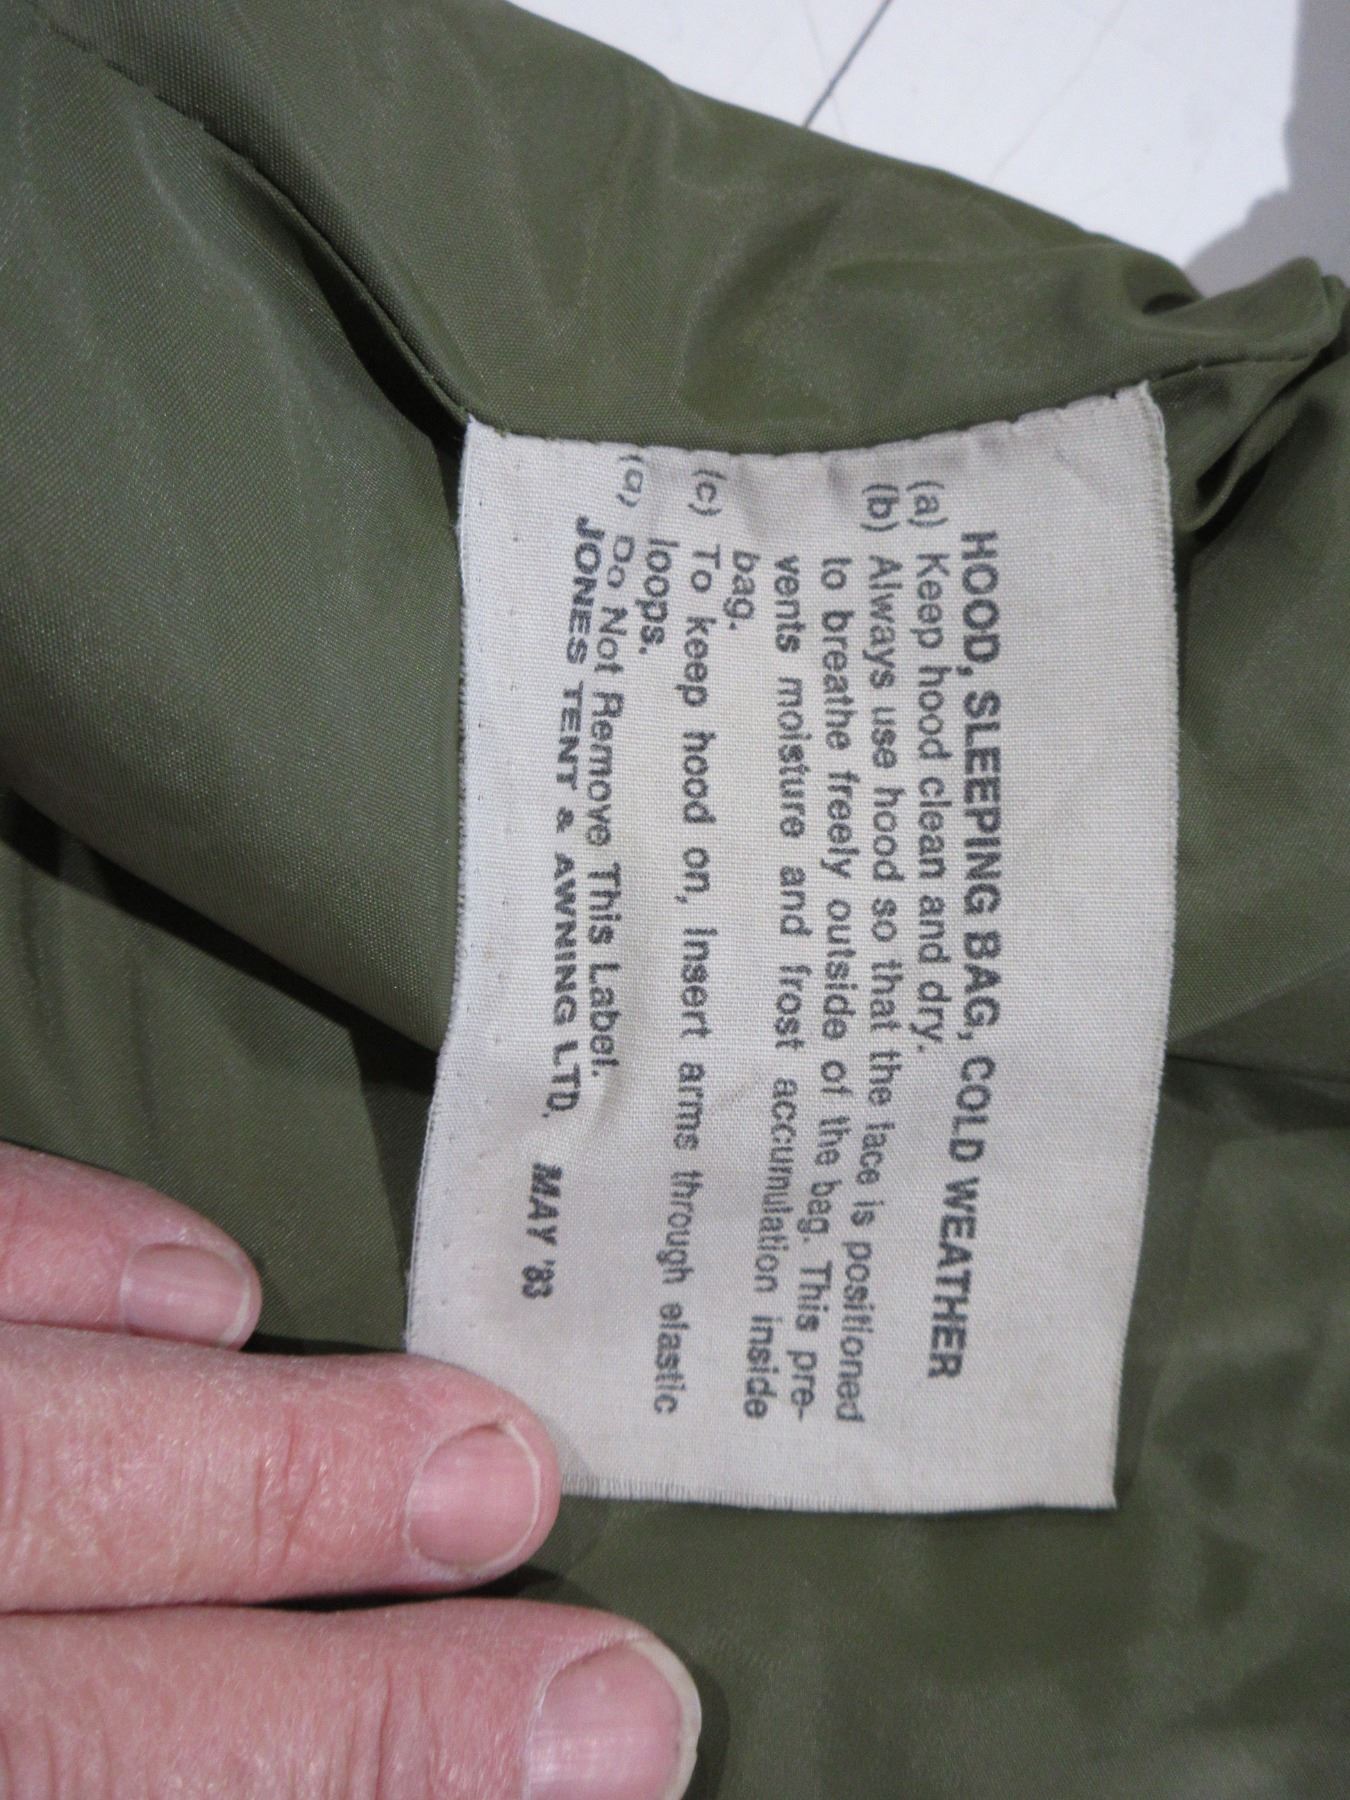 HOOD, SLEEPING BAG, COLD WEATHER
(a) Keep hood clean and dry.
(b) Always use hood so that the face is positioned
to breathe freely outside of the bag. This pre-
vents moisture and frost accumulation inside
bag.
(c) To keep hood on, insert arms through elastic
loops.
(d) Do Not Remove This Label.
JONES TENT & AWNING LTD. MAY '83